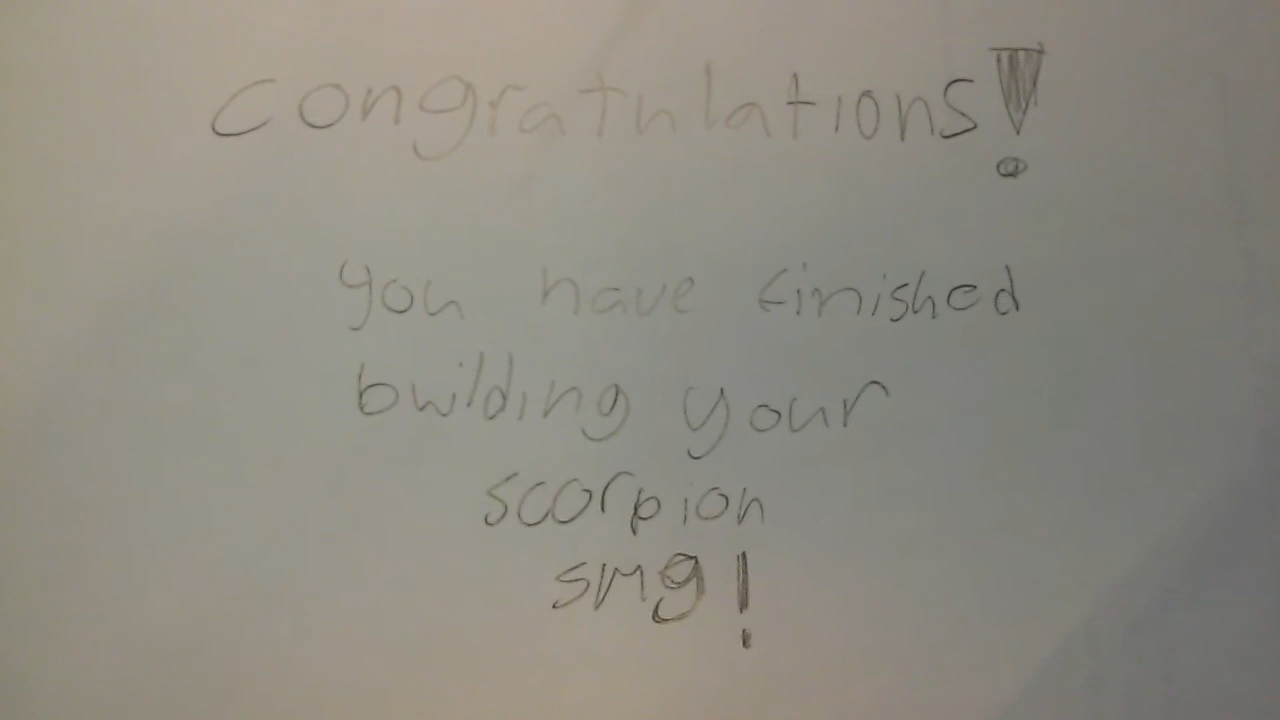 congratulations!
you have finished
building your
scorpion
smg!